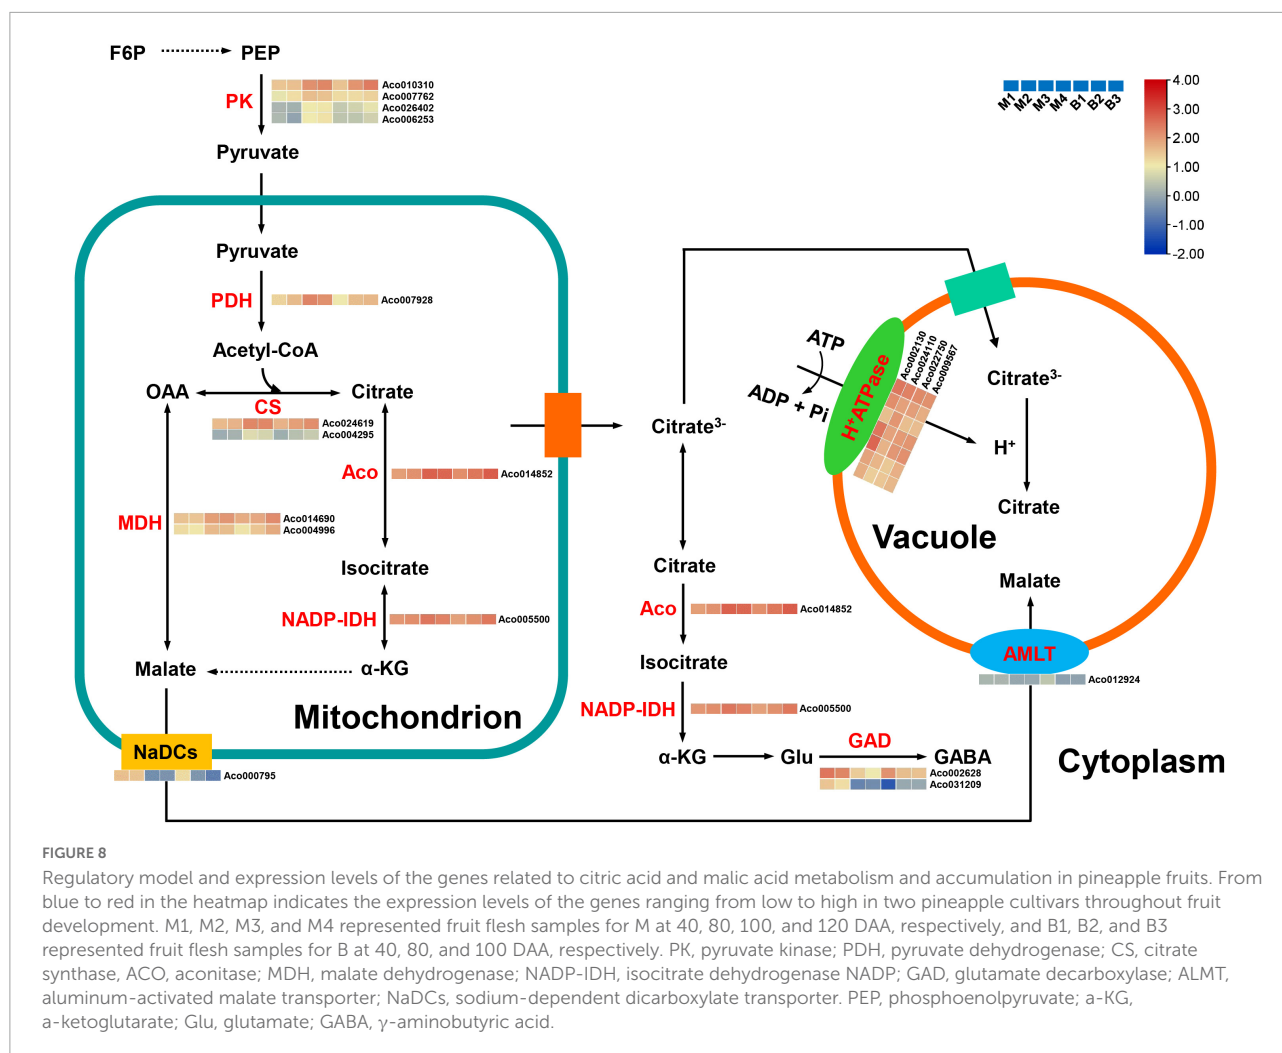 F6P
PEP
PK
Aco010310
Aco007762
Aco026402
Aco006253
Pyruvate
Pyruvate
PDH
Aco007928
Acetyl-CoA
OAA
Citrate
CS
Aco024619
Aco004295
Aco
Aco014852
MDH
Aco014690
Aco004996
Isocitrate
NADP-IDH
Aco005500
Malate
α-KG
Mitochondrion
NaDCs
Aco000795
Citrate3-
Citrate
Aco
Aco014852
Isocitrate
NADP-IDH
Aco005500
α-KG
Glu
GAD
GABA
Aco002628
Aco031209
M1
M2
M3
M4
B1
B2
B3
4.00
3.00
2.00
1.00
0.00
-1.00
-2.00
ATP
ADP + Pi
H+ATPase
Aco002130
Aco024110
Aco022750
Aco009567
Citrate3-
H+
Citrate
Vacuole
Malate
AMLT
Aco012924
Cytoplasm
FIGURE 8
Regulatory model and expression levels of the genes related to citric acid and malic acid metabolism and accumulation in pineapple fruits. From
blue to red in the heatmap indicates the expression levels of the genes ranging from low to high in two pineapple cultivars throughout fruit
development. M1, M2, M3, and M4 represented fruit flesh samples for M at 40, 80, 100, and 120 DAA, respectively, and B1, B2, and B3
represented fruit flesh samples for B at 40, 80, and 100 DAA, respectively. PK, pyruvate kinase; PDH, pyruvate dehydrogenase; CS, citrate
synthase, ACO, aconitase; MDH, malate dehydrogenase; NADP-IDH, isocitrate dehydrogenase NADP; GAD, glutamate decarboxylase; ALMT,
aluminum-activated malate transporter; NaDCs, sodium-dependent dicarboxylate transporter. PEP, phosphoenolpyruvate; a-KG,
a-ketoglutarate; Glu, glutamate; GABA, γ-aminobutyric acid.